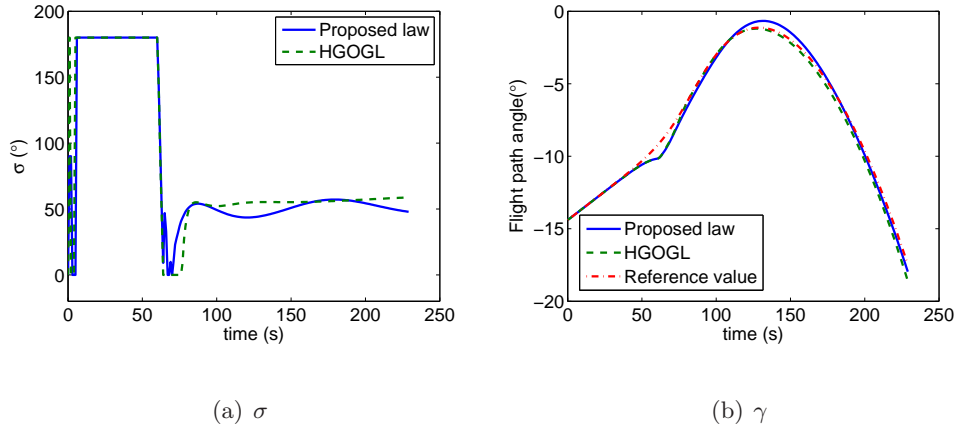 200
150
100
50
0
σ (°)
0
50
100
150
200
250
time (s)
Proposed law
HGOGL
(a) σ
0
−5
−10
−15
−20
Flight path angle(°)
0
50
100
150
200
250
time (s)
Proposed law
HGOGL
Reference value
(b) γ